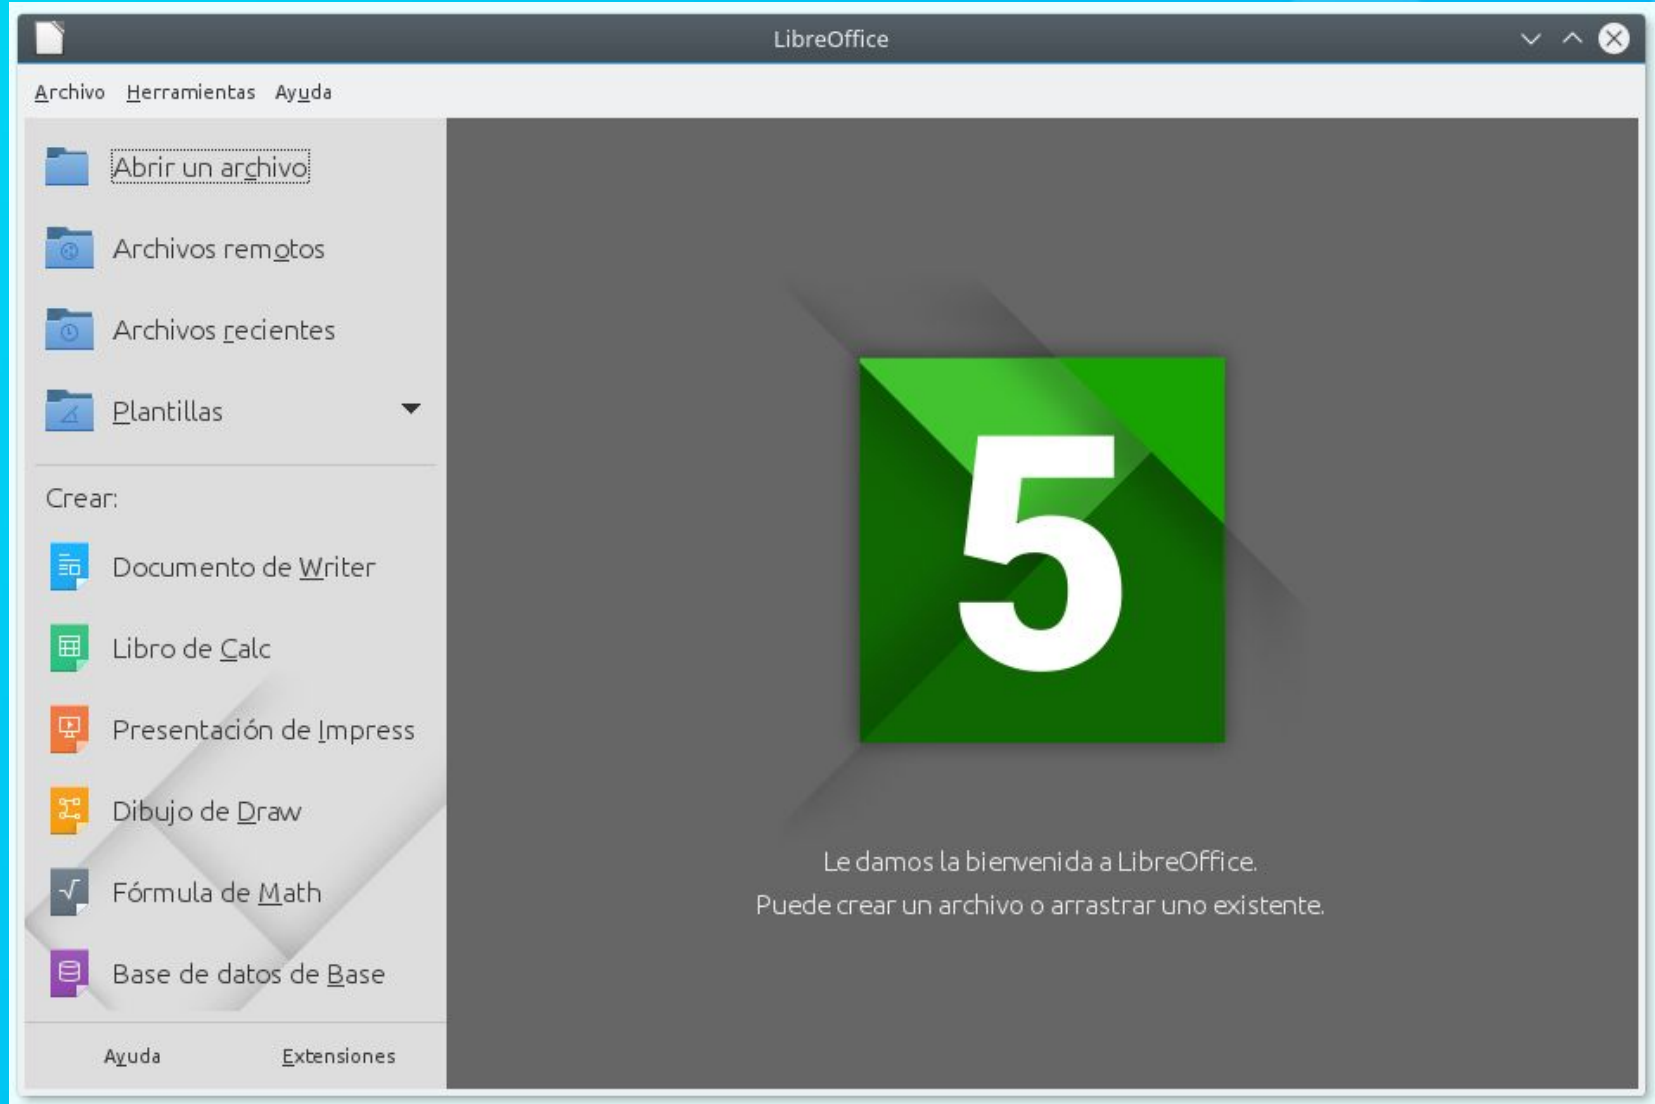 LibreOffice
Archivo Herramientas Ayuda
Abrir un archivo
Archivos remotos
Archivos recientes
Plantillas
Crear:
Documento de Writer
Libro de Calc
Presentación de Impress
Dibujo de Draw
Fórmula de Math
Base de datos de Base
Ayuda Extensiones
5
Le damos la bienvenida a LibreOffice.
Puede crear un archivo o arrastrar uno existente.